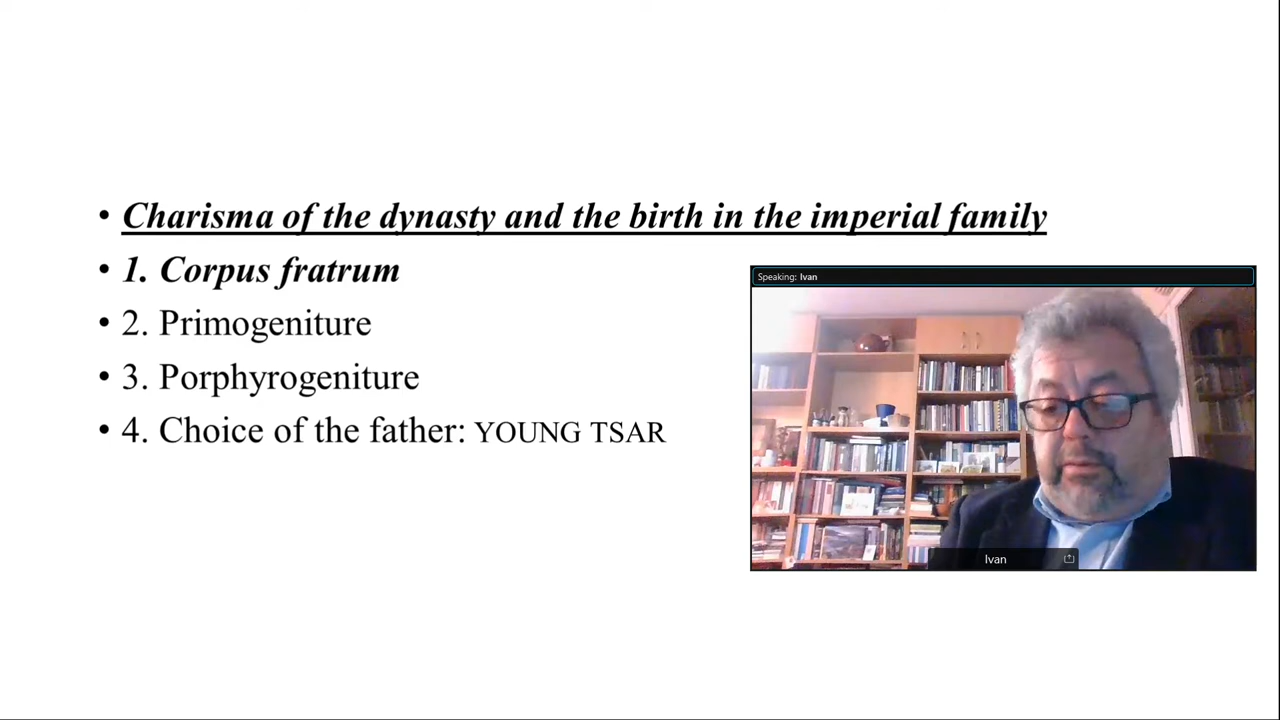 • Charisma of the dynasty and the birth in the imperial family
• 1. Corpus fratrum
• 2. Primogeniture
• 3. Porphyrogeniture
• 4. Choice of the father: YOUNG TSAR
Speaking: Ivan
Ivan